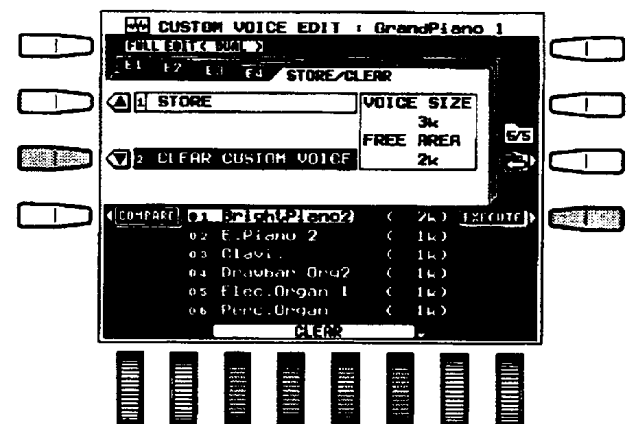 CUSTOM VOICE EDIT : GrandPiano 1
FULL EDIT( DUAL )
E1 E2 E3 E4 STORE/CLEAR
1 STORE
VOICE SIZE
3k
FREE AREA
2k
5/5
2 CLEAR CUSTOM VOICE
COMPARE 01 BrightPiano2 ( 2k) EXECUTE
02 E.Piano 2 ( 1k)
03 Clavi. ( 1k)
04 Drawbar Org2 ( 1k)
05 Elec.Organ 1 ( 1k)
06 Perc.Organ ( 1k)
CLEAR